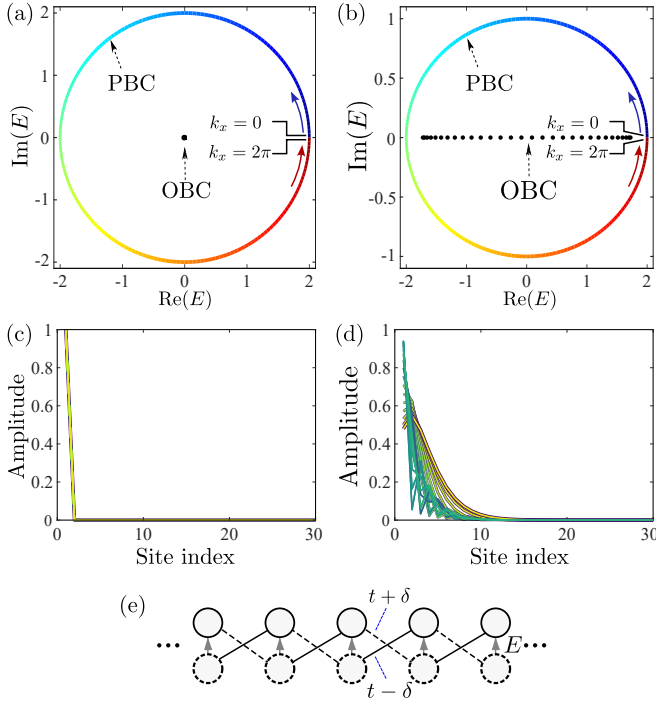 (a)
2
1
0
-1
-2
Im(E)
PBC
k_x = 0
k_x = 2π
OBC
-2
-1
0
1
2
Re(E)
(b)
1
0.5
0
-0.5
-1
Im(E)
PBC
k_x = 0
k_x = 2π
OBC
-2
-1
0
1
2
Re(E)
(c)
1
0.8
0.6
0.4
0.2
0
Amplitude
0
10
20
30
Site index
(d)
1
0.8
0.6
0.4
0.2
0
Amplitude
0
10
20
30
Site index
(e)
t + δ
E
t − δ